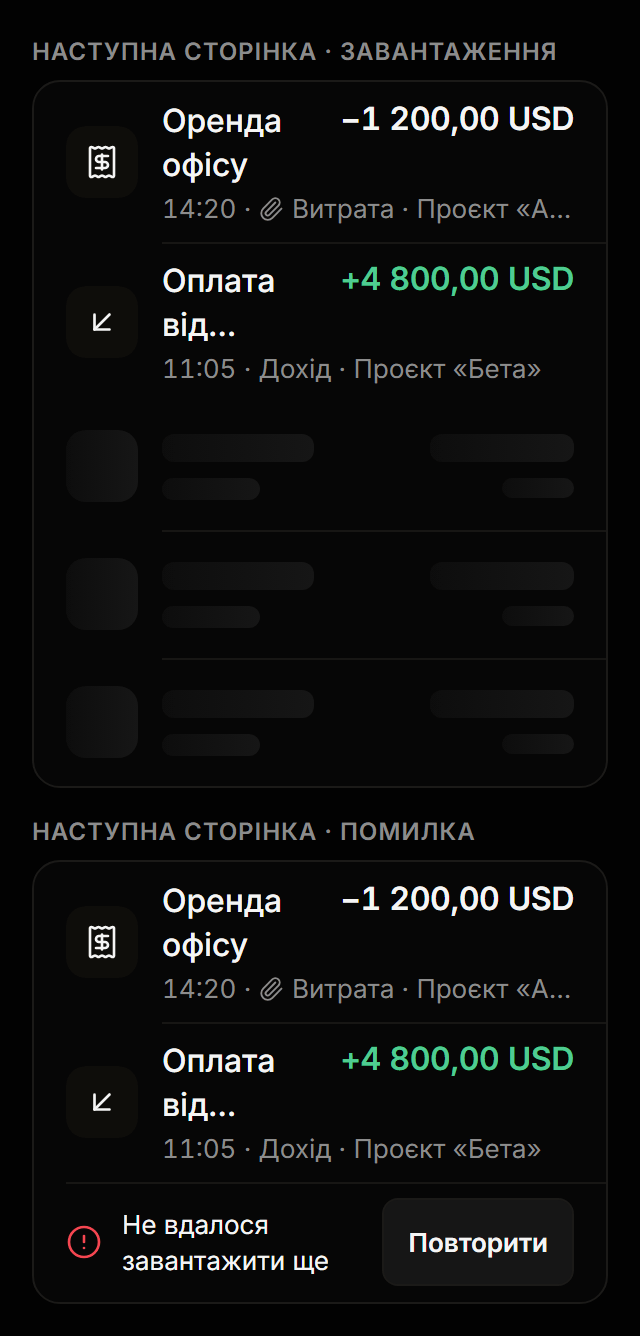 НАСТУПНА СТОРІНКА · ЗАВАНТАЖЕННЯ
Оренда офісу −1 200,00 USD
14:20 · Витрата · Проєкт «А...
Оплата від... +4 800,00 USD
11:05 · Дохід · Проєкт «Бета»
НАСТУПНА СТОРІНКА · ПОМИЛКА
Оренда офісу −1 200,00 USD
14:20 · Витрата · Проєкт «А...
Оплата від... +4 800,00 USD
11:05 · Дохід · Проєкт «Бета»
Не вдалося
завантажити ще
Повторити